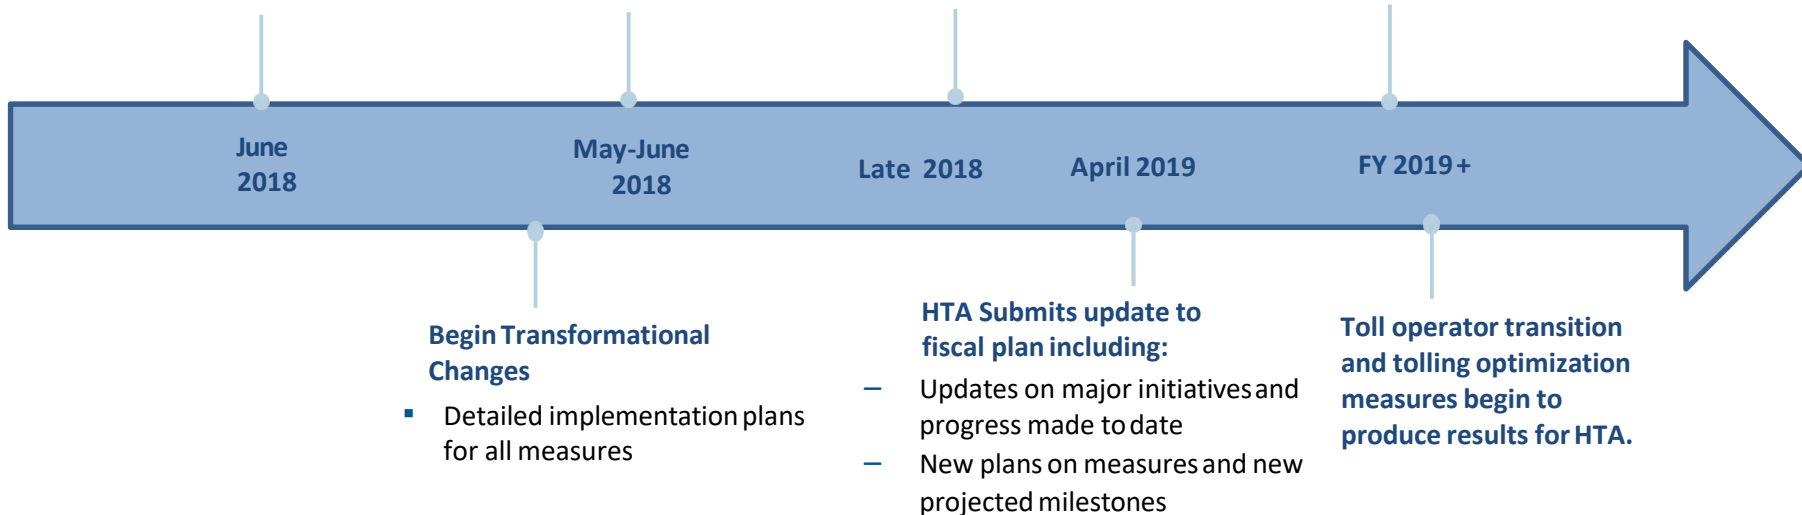 June
2018
May-June
2018
Late 2018
April 2019
FY 2019 +
Begin Transformational
Changes
▪ Detailed implementation plans
for all measures
HTA Submits update to
fiscal plan including:
– Updates on major initiatives and
progress made to date
– New plans on measures and new
projected milestones
Toll operator transition
and tolling optimization
measures begin to
produce results for HTA.